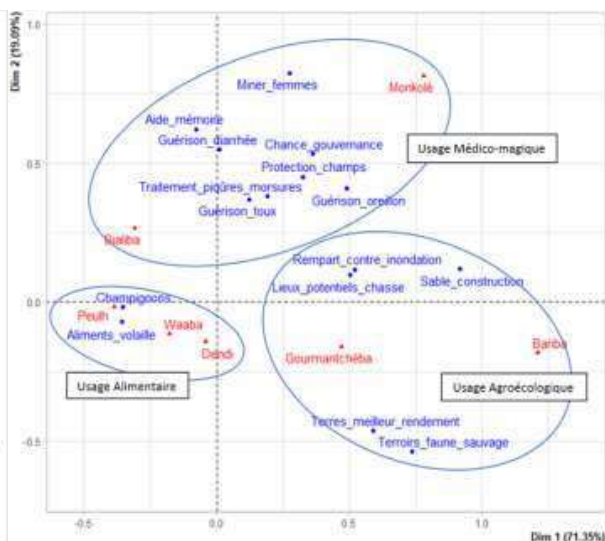 Dim 2 (19.09%)
1.0
0.5
0.0
-0.5
Miner_femmes
Monkolé
Aide_mémoire
Guérison_diarrhée
Chance_gouvernance
Usage Médico-magique
Protection_champs
Traitement_piqûres_morsures
Guérison_oreillon
Guérison_toux
Bialiba
Rempart_contre_inondation
Lieux_potentiels_chasse
Sable_construction
Champignons
Peulh
Aliments_volaille
Waaba
Dendi
Gourmantchéba
Bariba
Usage Alimentaire
Usage Agroécologique
Terres_meilleur_rendement
Terroirs_faune_sauvage
-0.5
0.0
0.5
1.0
Dim 1 (71.35%)